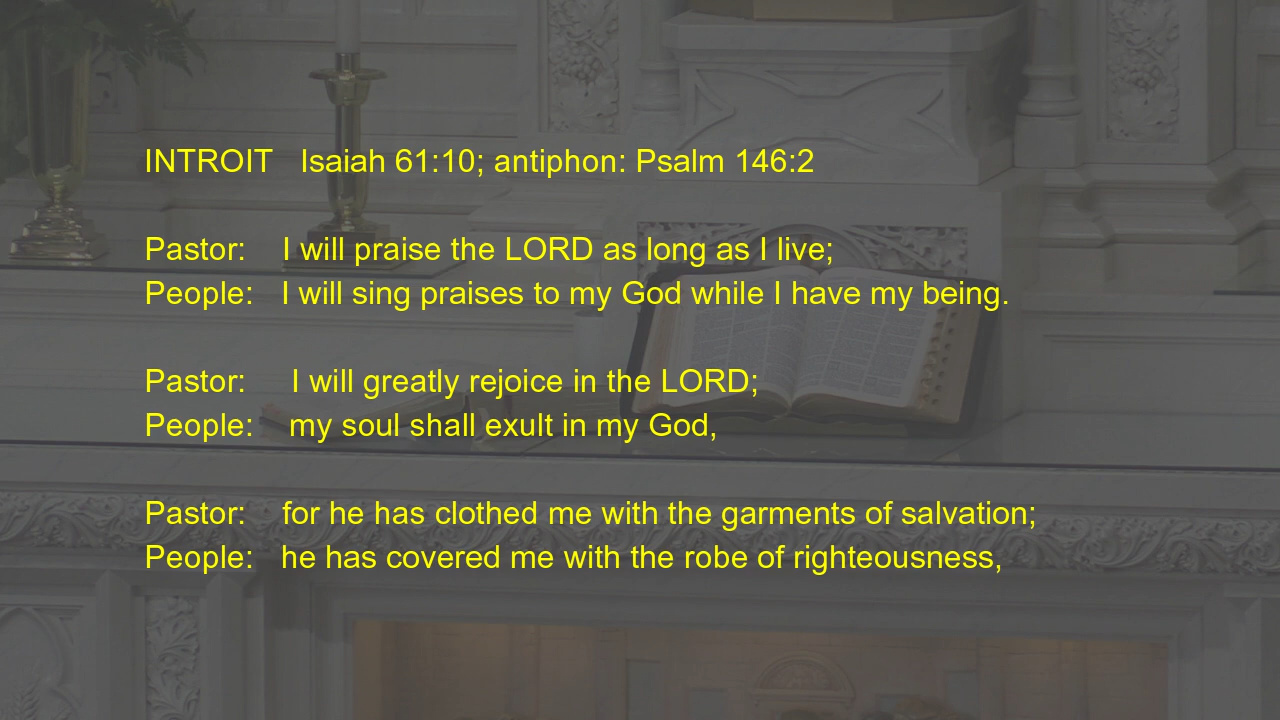 INTROIT Isaiah 61:10; antiphon: Psalm 146:2
Pastor: I will praise the LORD as long as I live;
People: I will sing praises to my God while I have my being.
Pastor: I will greatly rejoice in the LORD;
People: my soul shall exult in my God,
Pastor: for he has clothed me with the garments of salvation;
People: he has covered me with the robe of righteousness,